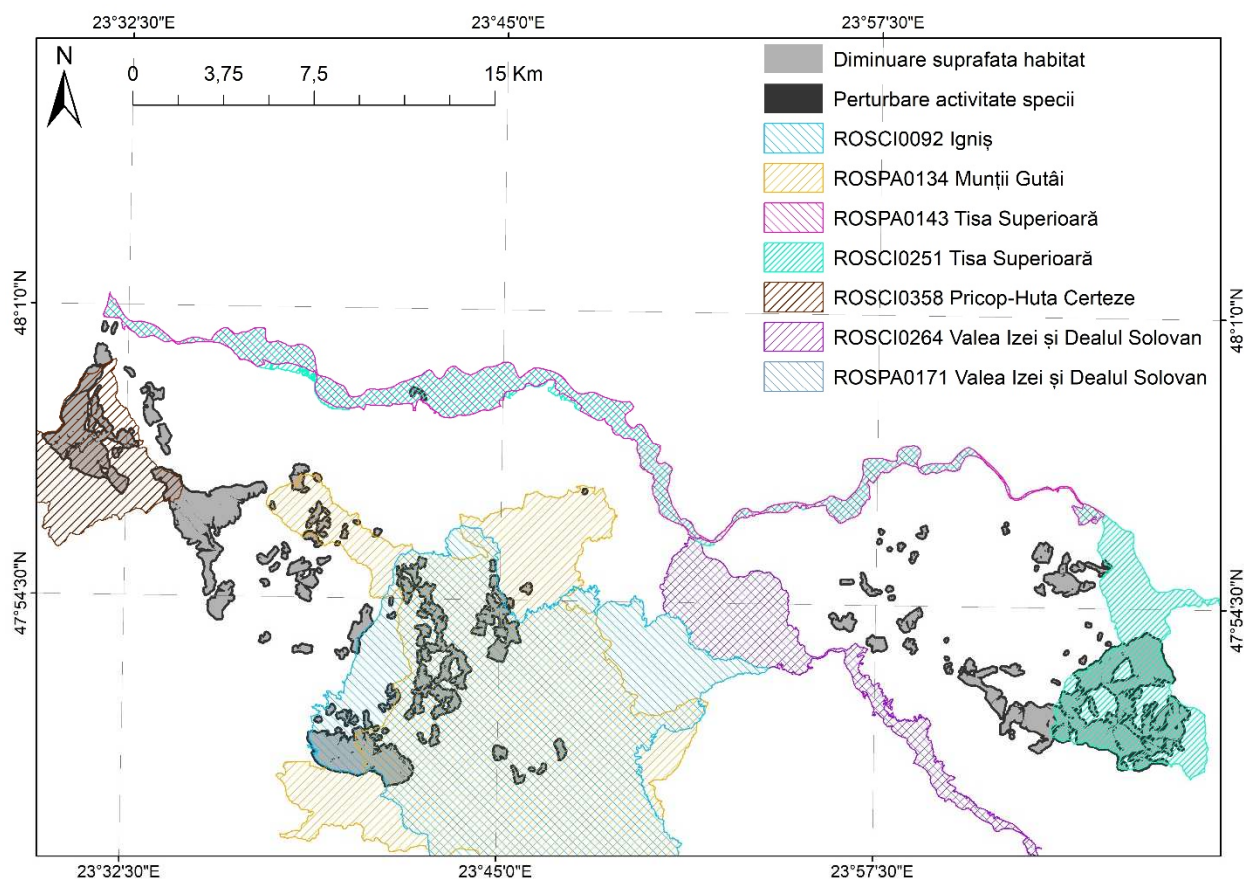 23°32'30"E 23°45'0"E 23°57'30"E
N
0 3,75 7,5 15 Km
Diminuare suprafata habitat
Perturbare activitate specii
ROSCI0092 Igniș
ROSPA0134 Munții Gutâi
ROSPA0143 Tisa Superioară
ROSCI0251 Tisa Superioară
ROSCI0358 Pricop-Huta Certeze
ROSCI0264 Valea Izei și Dealul Solovan
ROSPA0171 Valea Izei și Dealul Solovan
48°1'0"N 48°1'0"N
47°54'30"N 47°54'30"N
23°32'30"E 23°45'0"E 23°57'30"E